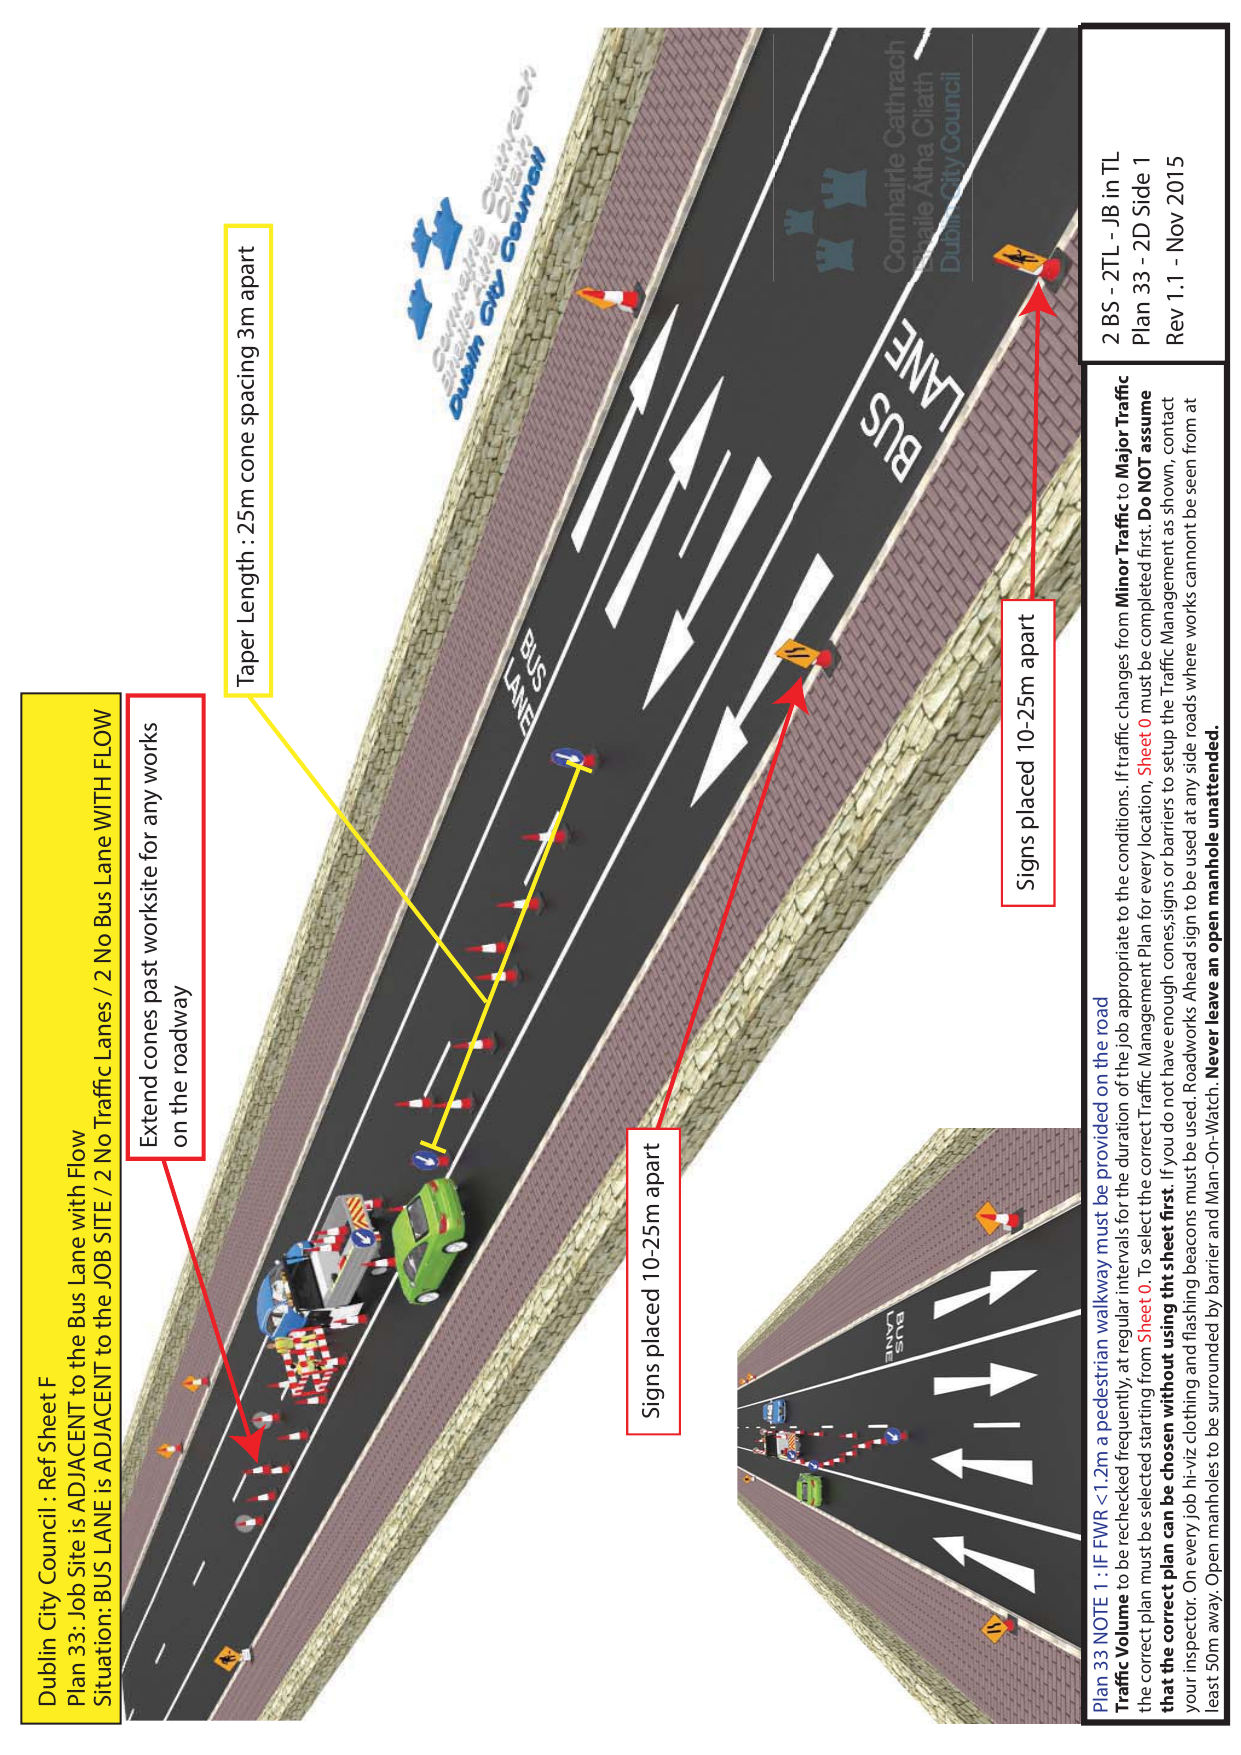 Dublin City Council : Ref Sheet F
Plan 33: Job Site is ADJACENT to the Bus Lane with Flow
Situation: BUS LANE is ADJACENT to the JOB SITE / 2 No Traffic Lanes / 2 No Bus Lane WITH FLOW
Extend cones past worksite for any works
on the roadway
Taper Length : 25m cone spacing 3m apart
Comhairle Cathrach
Bhaile Átha Cliath
Dublin City Council
BUS
LANE
BUS
LANE
Comhairle Cathrach
Bhaile Átha Cliath
Dublin City Council
Signs placed 10-25m apart
Signs placed 10-25m apart
BUS
LANE
Plan 33 NOTE 1 : IF FWR <1.2m a pedestrian walkway must be provided on the road
Traffic Volume to be rechecked frequently, at regular intervals for the duration of the job appropriate to the conditions. If traffic changes from Minor Traffic to Major Traffic
the correct plan must be selected starting from Sheet 0. To select the correct Traffic Management Plan for every location, Sheet 0 must be completed first. Do NOT assume
that the correct plan can be chosen without using tht sheet first. If you do not have enough cones,signs or barriers to setup the Traffic Management as shown, contact
your inspector. On every job hi-viz clothing and flashing beacons must be used. Roadworks Ahead sign to be used at any side roads where works cannont be seen from at
least 50m away. Open manholes to be surrounded by barrier and Man-On-Watch. Never leave an open manhole unattended.
2 BS - 2TL - JB in TL
Plan 33 - 2D Side 1
Rev 1.1 - Nov 2015